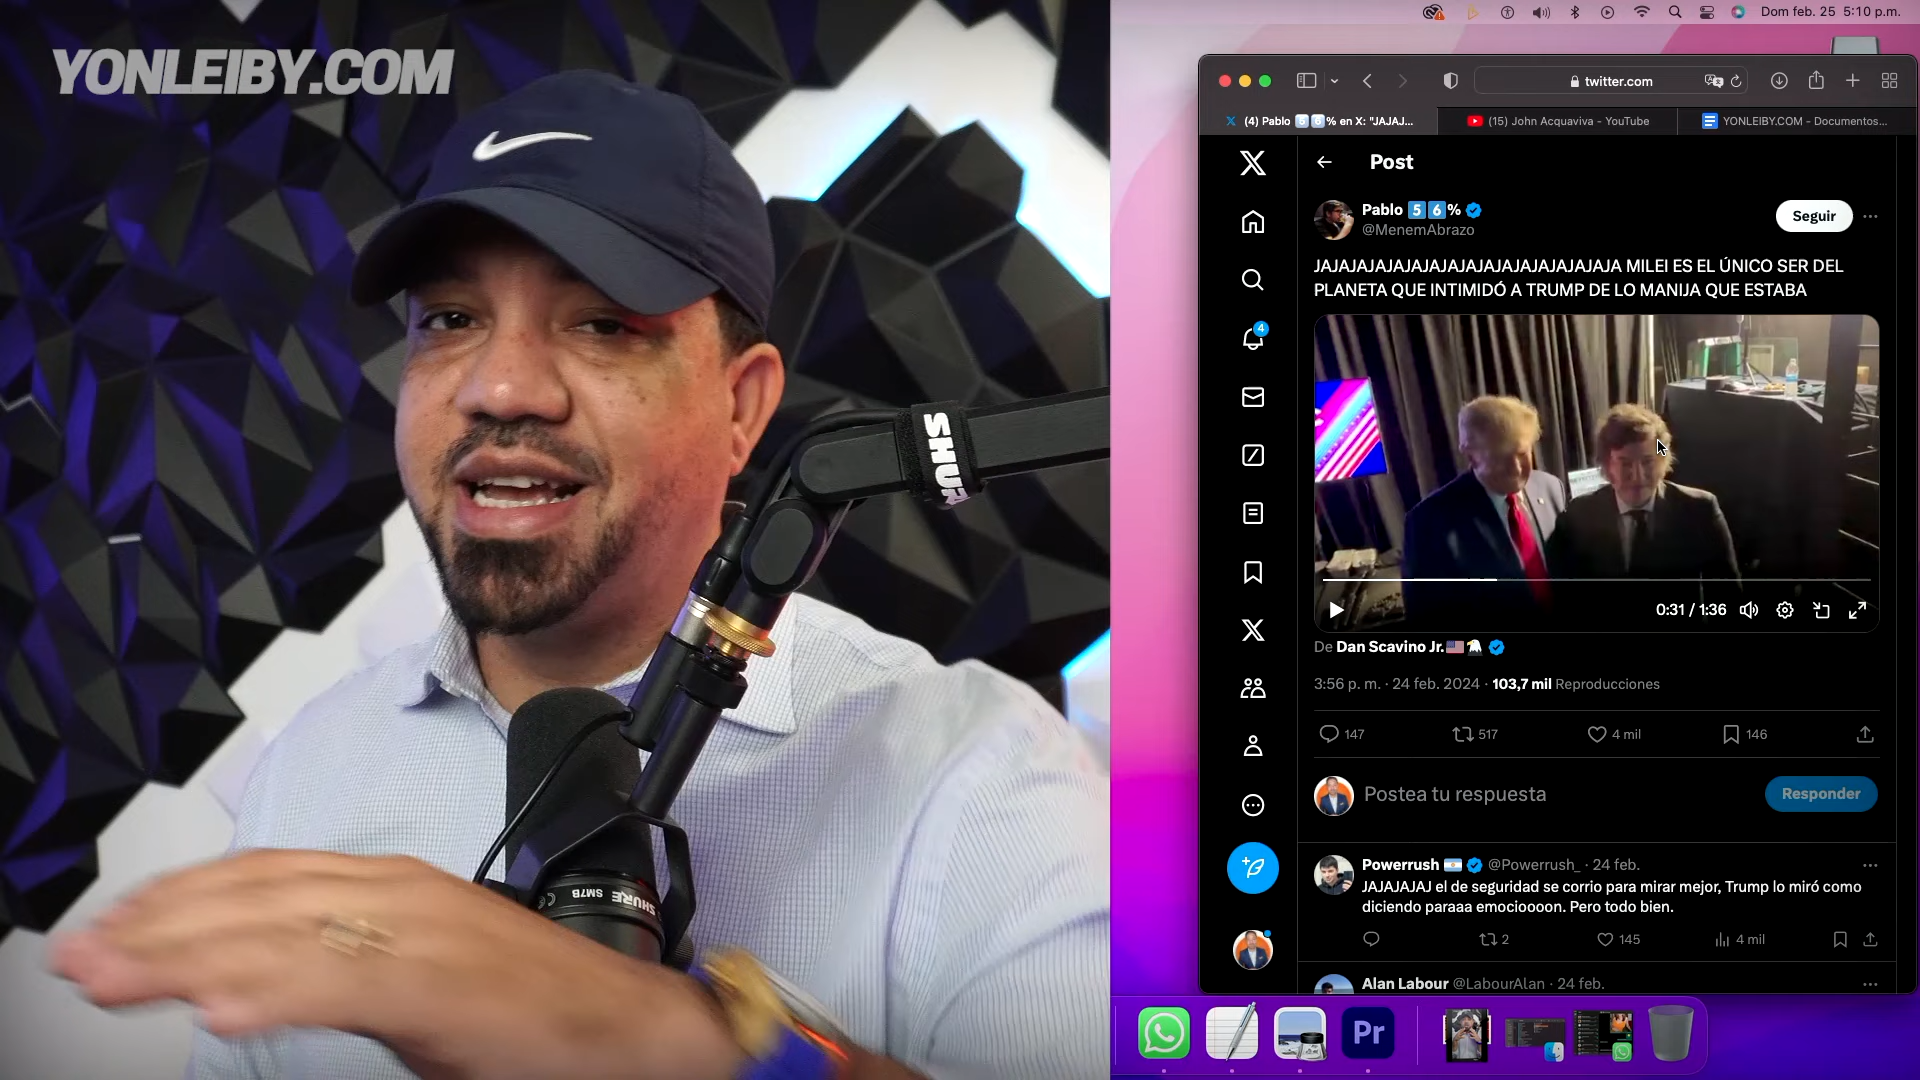 YONLEIBY.COM
SHURE SM7B
Dom feb. 25 5:10 p.m.
twitter.com
(4) Pablo 5️⃣6️⃣% en X: "JAJAJ...
(15) John Acquaviva - YouTube
YONLEIBY.COM - Documentos...
Post
Pablo 5️⃣6️⃣%
@MenemAbrazo
Seguir
JAJAJAJAJAJAJAJAJAJAJAJAJAJAJAJAJA MILEI ES EL ÚNICO SER DEL
PLANETA QUE INTIMIDÓ A TRUMP DE LO MANIJA QUE ESTABA
0:31 / 1:36
De Dan Scavino Jr.
3:56 p. m. · 24 feb. 2024 · 103,7 mil Reproducciones
4
147
517
4 mil
146
Postea tu respuesta
Responder
Powerrush @Powerrush_ · 24 feb.
JAJAJAJAJ el de seguridad se corrio para mirar mejor, Trump lo miró como
diciendo paraaa emocioooon. Pero todo bien.
2
145
4 mil
Alan Labour @LabourAlan · 24 feb.
Pr